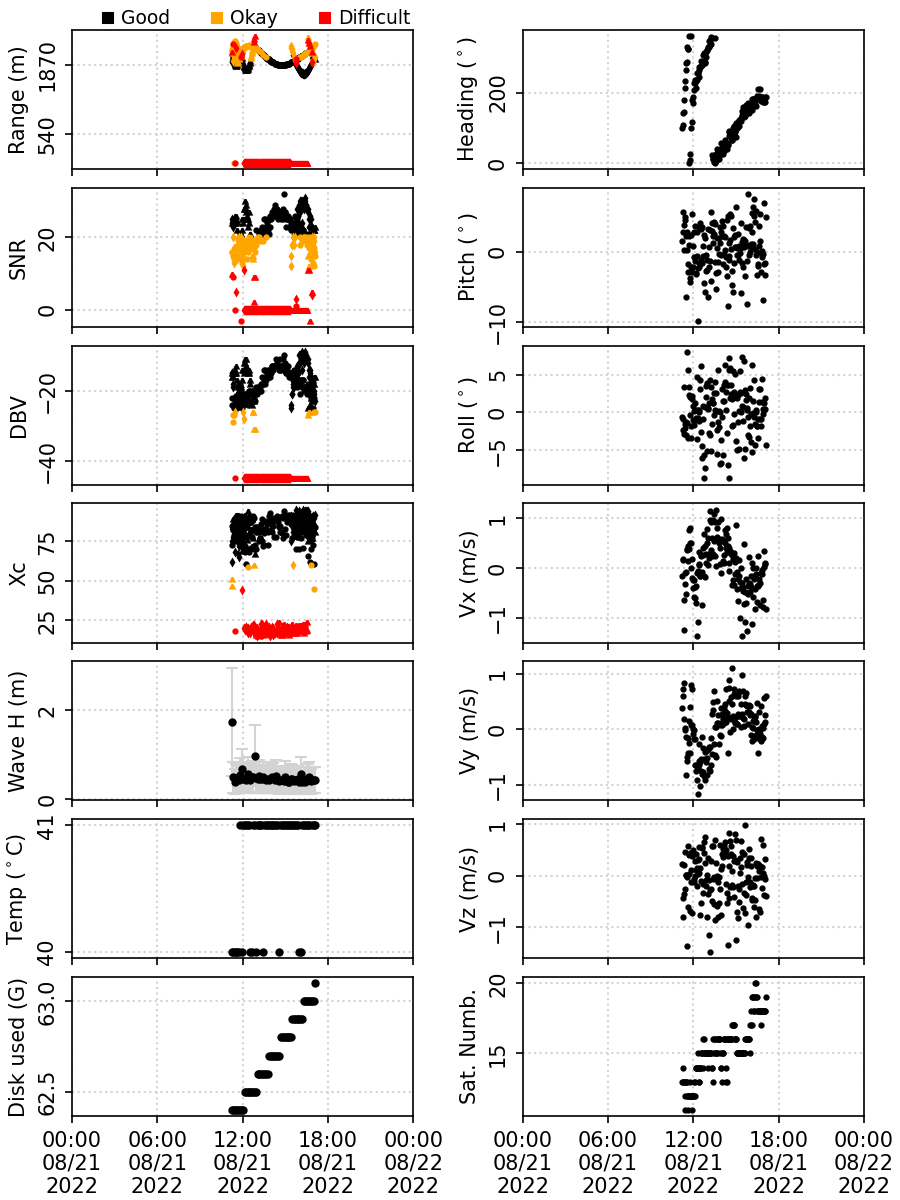 Good Okay Difficult
Range (m)
1870
540
Heading (°)
200
0
SNR
20
0
Pitch (°)
0
−10
DBV
−20
−40
Roll (°)
5
0
−5
Xc
75
50
25
Vx (m/s)
1
0
−1
Wave H (m)
2
0
Vy (m/s)
1
0
−1
Temp (°C)
41
40
Vz (m/s)
1
0
−1
Disk used (G)
63.0
62.5
Sat. Numb.
20
15
00:00 06:00 12:00 18:00 00:00
08/21 08/21 08/21 08/21 08/22
2022 2022 2022 2022 2022
00:00 06:00 12:00 18:00 00:00
08/21 08/21 08/21 08/21 08/22
2022 2022 2022 2022 2022